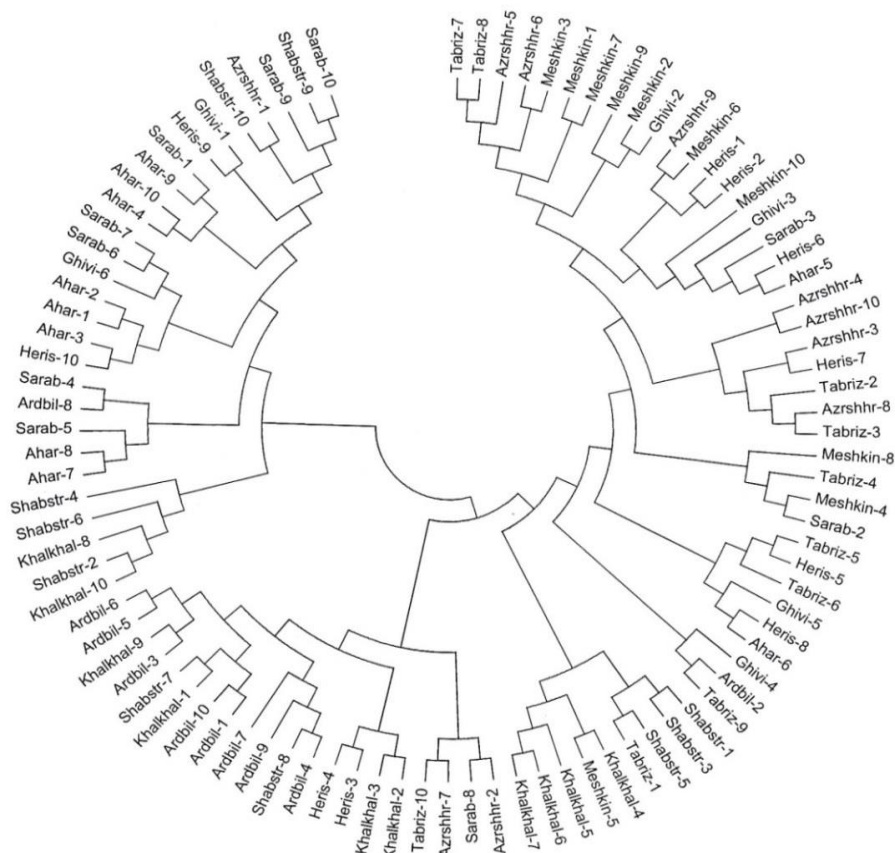 Tabriz-7
Tabriz-8
Azrshhr-5
Azrshhr-6
Meshkin-3
Meshkin-1
Meshkin-7
Meshkin-9
Meshkin-2
Ghivi-2
Azrshhr-9
Meshkin-6
Heris-1
Heris-2
Meshkin-10
Ghivi-3
Sarab-3
Heris-6
Ahar-5
Azrshhr-4
Azrshhr-10
Azrshhr-3
Heris-7
Tabriz-2
Azrshhr-8
Tabriz-3
Meshkin-8
Tabriz-4
Meshkin-4
Sarab-2
Tabriz-5
Heris-5
Tabriz-6
Ghivi-5
Heris-8
Ahar-6
Ghivi-4
Ardbil-2
Tabriz-9
Shabstr-1
Shabstr-3
Shabstr-5
Tabriz-1
Khalkhal-4
Meshkin-5
Khalkhal-5
Khalkhal-6
Khalkhal-7
Azrshhr-2
Sarab-8
Azrshhr-7
Tabriz-10
Khalkhal-2
Khalkhal-3
Heris-3
Heris-4
Ardbil-4
Shabstr-8
Ardbil-9
Ardbil-7
Ardbil-1
Ardbil-10
Khalkhal-1
Shabstr-7
Ardbil-3
Khalkhal-9
Ardbil-5
Ardbil-6
Khalkhal-10
Shabstr-2
Khalkhal-8
Shabstr-6
Shabstr-4
Ahar-7
Ahar-8
Sarab-5
Ardbil-8
Sarab-4
Heris-10
Ahar-3
Ahar-1
Ahar-2
Ghivi-6
Sarab-6
Sarab-7
Ahar-4
Ahar-10
Ahar-9
Sarab-1
Heris-9
Ghivi-1
Shabstr-10
Azrshhr-1
Sarab-9
Shabstr-9
Sarab-10